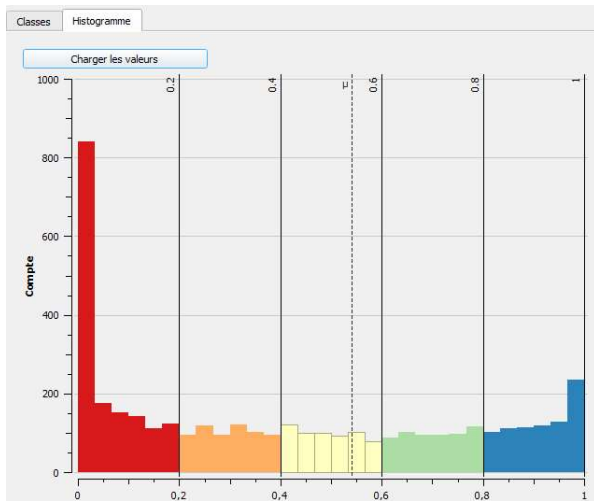 Classes Histogramme
Charger les valeurs
0.2 0.4 μ 0.6 0.8 1
1000
800
600
400
200
0
Compte
0 0,2 0,4 0,6 0,8 1